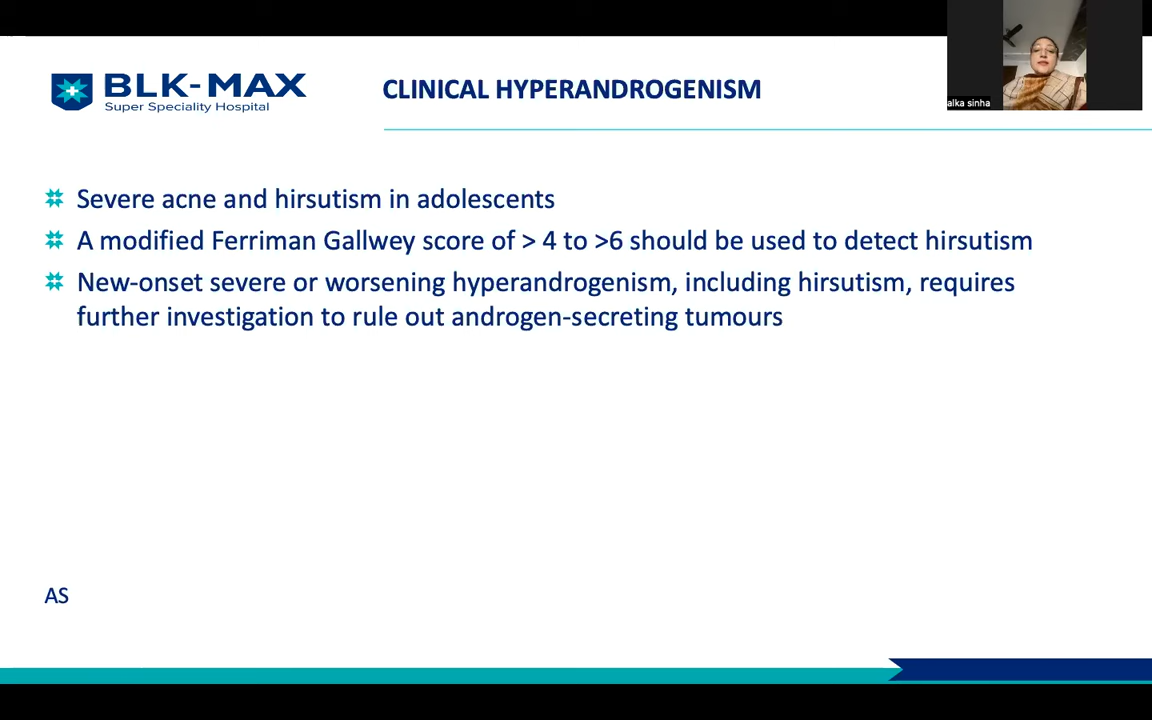 BLK-MAX
Super Speciality Hospital
CLINICAL HYPERANDROGENISM
alka sinha
Severe acne and hirsutism in adolescents
A modified Ferriman Gallwey score of > 4 to >6 should be used to detect hirsutism
New-onset severe or worsening hyperandrogenism, including hirsutism, requires
further investigation to rule out androgen-secreting tumours
AS